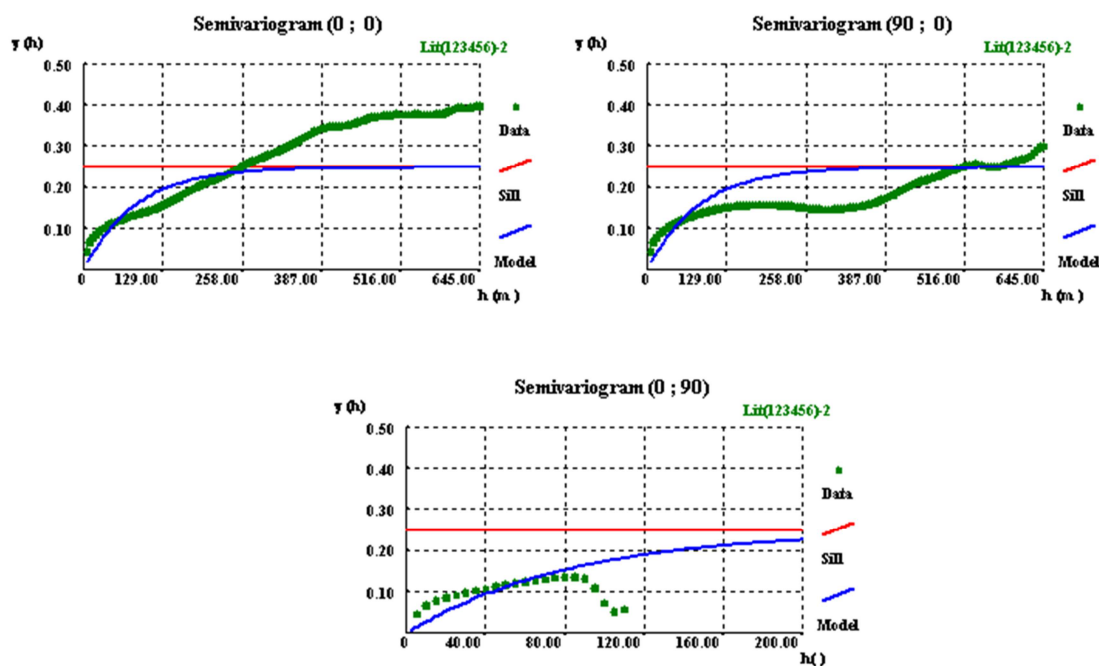 Semivariogram (0 ; 0)
γ (h)
Lit(123456)-2
0.50
0.40
0.30
0.20
0.10
0 129.00 258.00 387.00 516.00 645.00
h (m )
Data
Sill
Model
Semivariogram (90 ; 0)
γ (h)
Lit(123456)-2
0.50
0.40
0.30
0.20
0.10
0 129.00 258.00 387.00 516.00 645.00
h (m )
Data
Sill
Model
Semivariogram (0 ; 90)
γ (h)
Lit(123456)-2
0.50
0.40
0.30
0.20
0.10
0 40.00 80.00 120.00 160.00 200.00
h( )
Data
Sill
Model